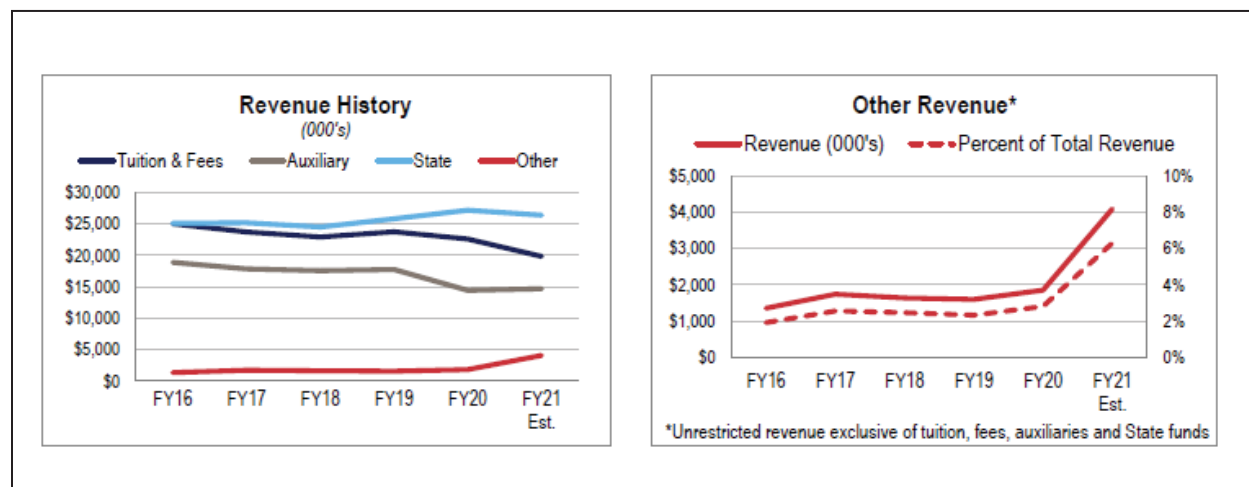 Revenue History
(000's)
Tuition & Fees Auxiliary State Other
$30,000
$25,000
$20,000
$15,000
$10,000
$5,000
$0
FY16 FY17 FY18 FY19 FY20 FY21
Est.
Other Revenue*
Revenue (000's) Percent of Total Revenue
$5,000 10%
$4,000 8%
$3,000 6%
$2,000 4%
$1,000 2%
$0 0%
FY16 FY17 FY18 FY19 FY20 FY21
Est.
*Unrestricted revenue exclusive of tuition, fees, auxiliaries and State funds